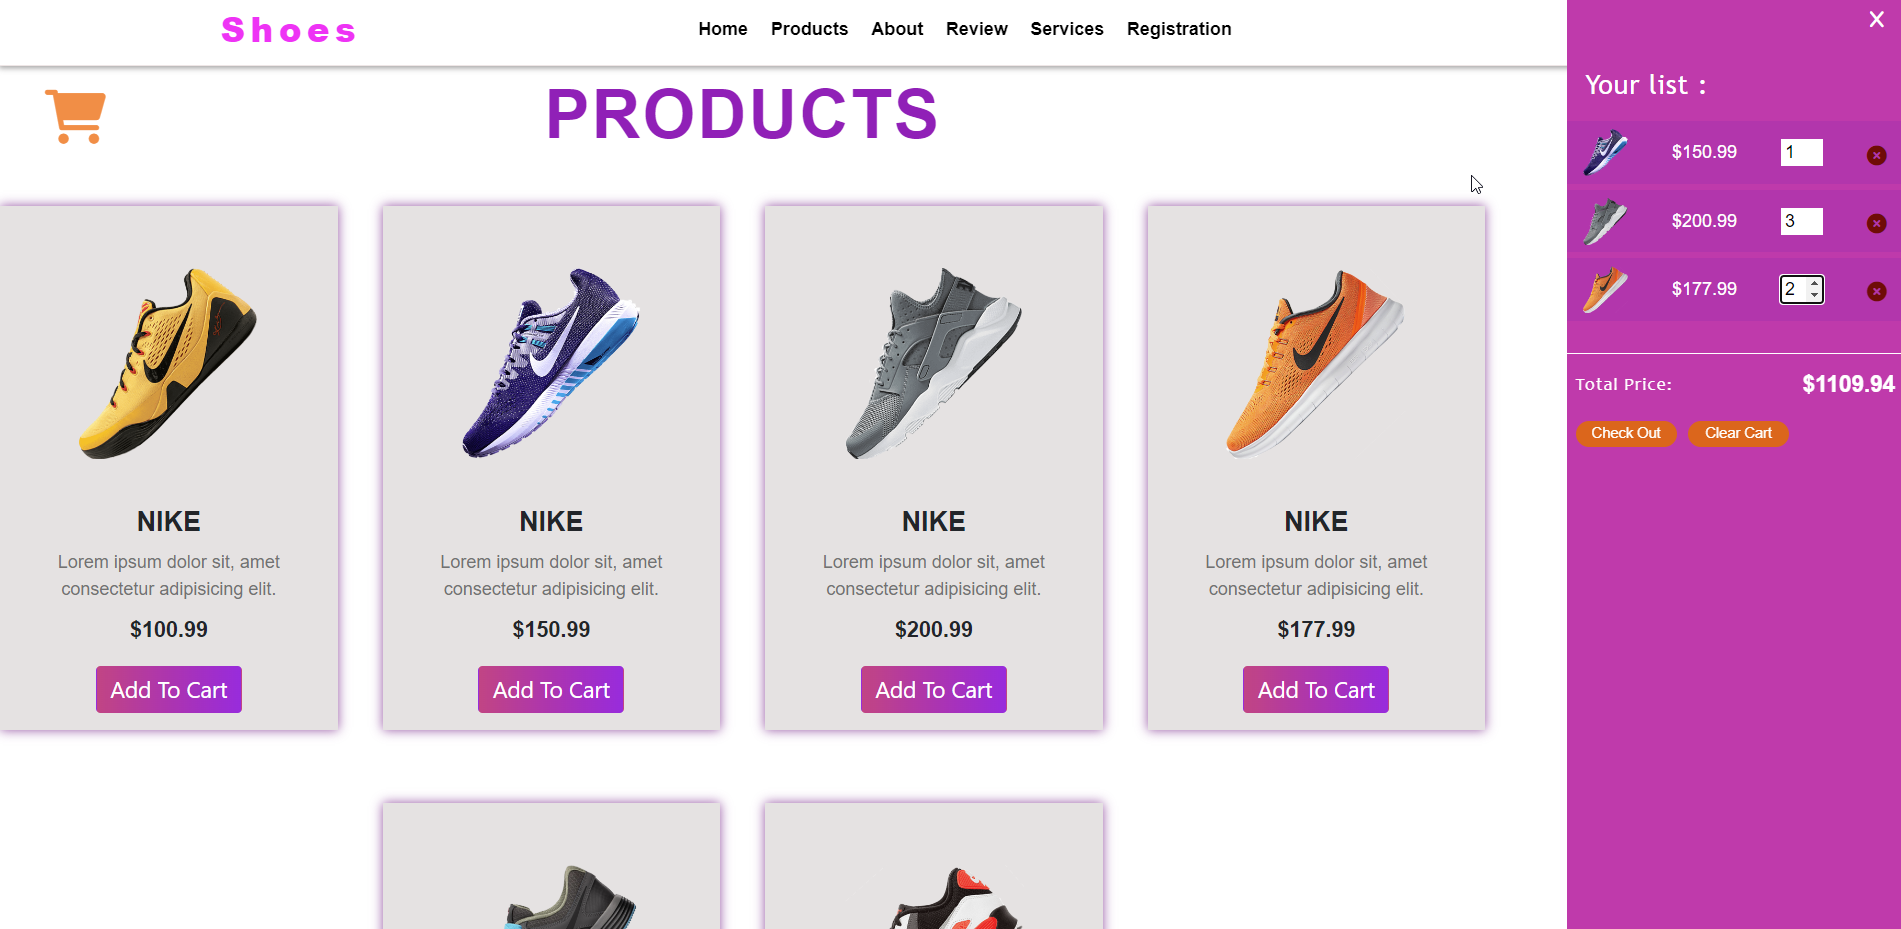 Shoes
Home Products About Review Services Registration
X
PRODUCTS
Your list :
$150.99 1
$200.99 3
$177.99 2
Total Price: $1109.94
Check Out Clear Cart
NIKE
Lorem ipsum dolor sit, amet
consectetur adipisicing elit.
$100.99
Add To Cart
NIKE
Lorem ipsum dolor sit, amet
consectetur adipisicing elit.
$150.99
Add To Cart
NIKE
Lorem ipsum dolor sit, amet
consectetur adipisicing elit.
$200.99
Add To Cart
NIKE
Lorem ipsum dolor sit, amet
consectetur adipisicing elit.
$177.99
Add To Cart